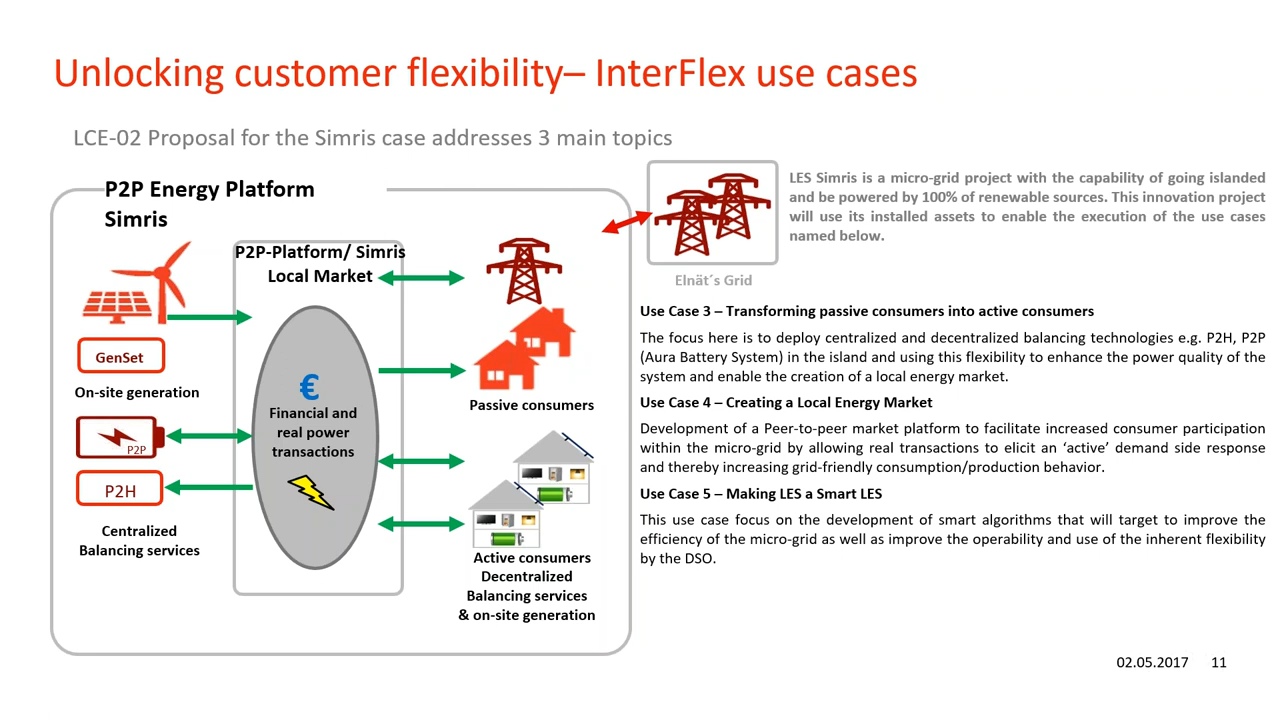 Unlocking customer flexibility– InterFlex use cases
LCE-02 Proposal for the Simris case addresses 3 main topics
P2P Energy Platform
Simris
P2P-Platform/ Simris
Local Market
GenSet
On-site generation
P2P
P2H
Centralized
Balancing services
€
Financial and
real power
transactions
Passive consumers
Active consumers
Decentralized
Balancing services
& on-site generation
Elnät´s Grid
LES Simris is a micro-grid project with the capability of going islanded
and be powered by 100% of renewable sources. This innovation project
will use its installed assets to enable the execution of the use cases
named below.
Use Case 3 – Transforming passive consumers into active consumers
The focus here is to deploy centralized and decentralized balancing technologies e.g. P2H, P2P
(Aura Battery System) in the island and using this flexibility to enhance the power quality of the
system and enable the creation of a local energy market.
Use Case 4 – Creating a Local Energy Market
Development of a Peer-to-peer market platform to facilitate increased consumer participation
within the micro-grid by allowing real transactions to elicit an ‘active’ demand side response
and thereby increasing grid-friendly consumption/production behavior.
Use Case 5 – Making LES a Smart LES
This use case focus on the development of smart algorithms that will target to improve the
efficiency of the micro-grid as well as improve the operability and use of the inherent flexibility
by the DSO.
02.05.2017 11